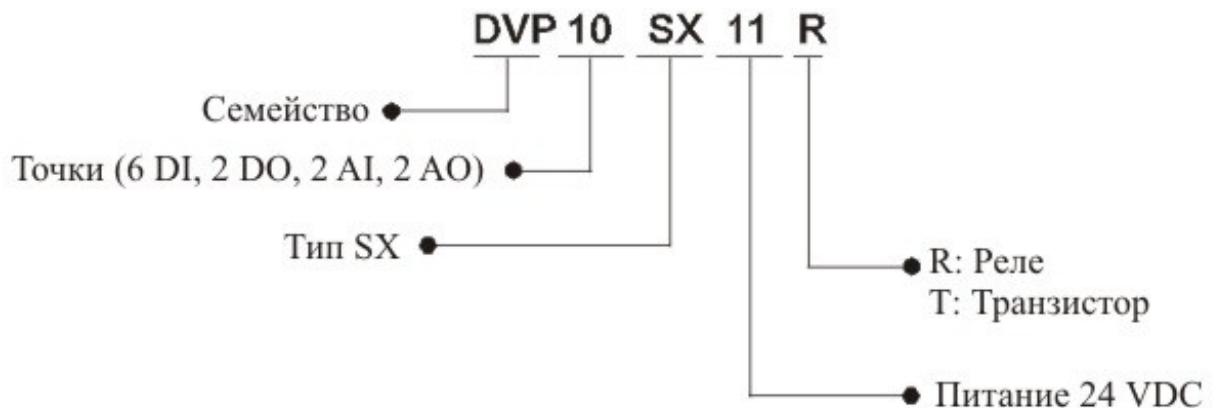 DVP 10 SX 11 R
Семейство
Точки (6 DI, 2 DO, 2 AI, 2 AO)
Тип SX
R: Реле
T: Транзистор
Питание 24 VDC